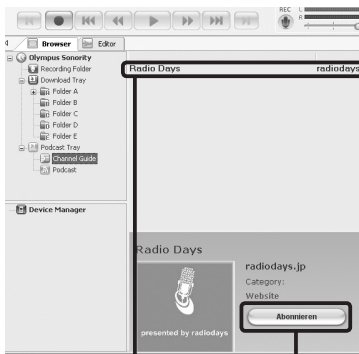 REC L
R
Browser Editor
Olympus Sonority
Recording Folder
Download Tray
Folder A
Folder B
Folder C
Folder D
Folder E
Podcast Tray
Channel Guide
Podcast
Device Manager
Radio Days radiodays
Radio Days
presented by radiodays
radiodays.jp
Category:
Website
Abonnieren